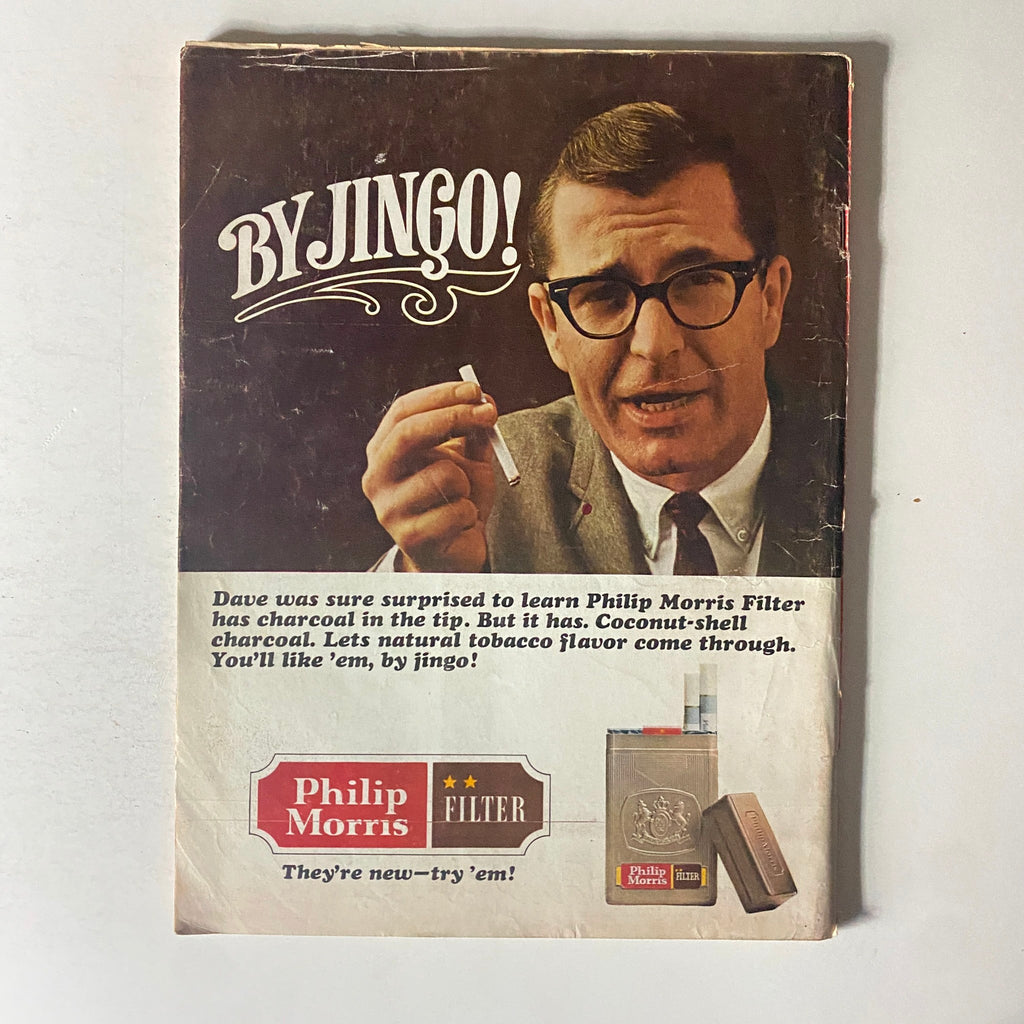 BY JINGO!
Dave was sure surprised to learn Philip Morris Filter
has charcoal in the tip. But it has. Coconut-shell
charcoal. Lets natural tobacco flavor come through.
You'll like 'em, by jingo!
Philip
Morris
FILTER
They're new—try 'em!
Philip
Morris
FILTER
PHILIP MORRIS